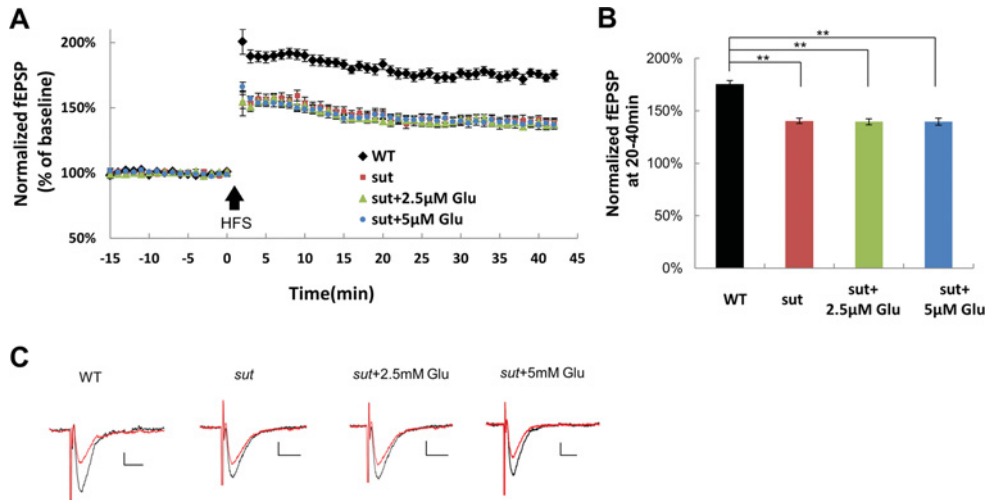 A
Normalized fEPSP
(% of baseline)
200%
150%
100%
50%
WT
sut
sut+2.5μM Glu
sut+5μM Glu
HFS
-15 -10 -5 0 5 10 15 20 25 30 35 40 45
Time(min)
B
Normalized fEPSP
at 20-40min
200%
150%
100%
50%
0%
**
**
**
WT
sut
sut+
2.5μM Glu
sut+
5μM Glu
C
WT
sut
sut+2.5mM Glu
sut+5mM Glu